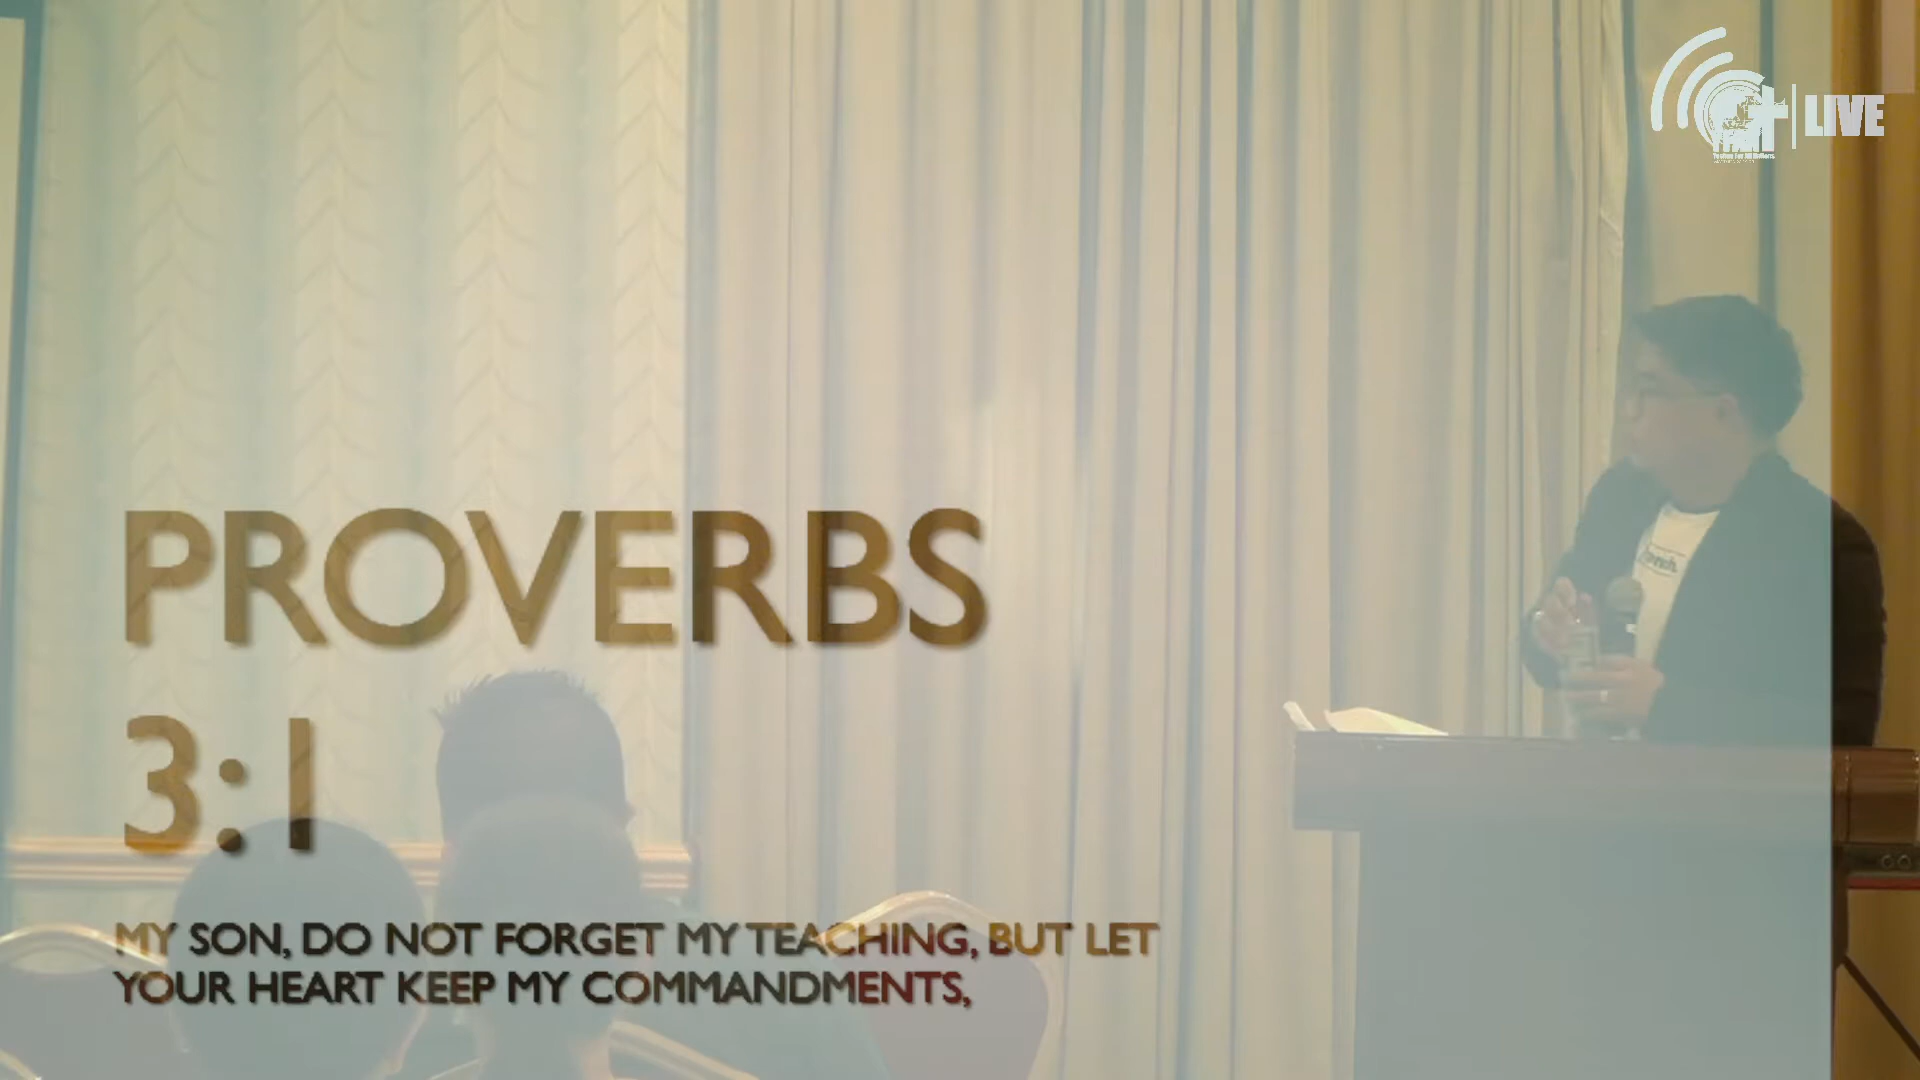 LIVE
PROVERBS
3:1
MY SON, DO NOT FORGET MY TEACHING, BUT LET
YOUR HEART KEEP MY COMMANDMENTS,